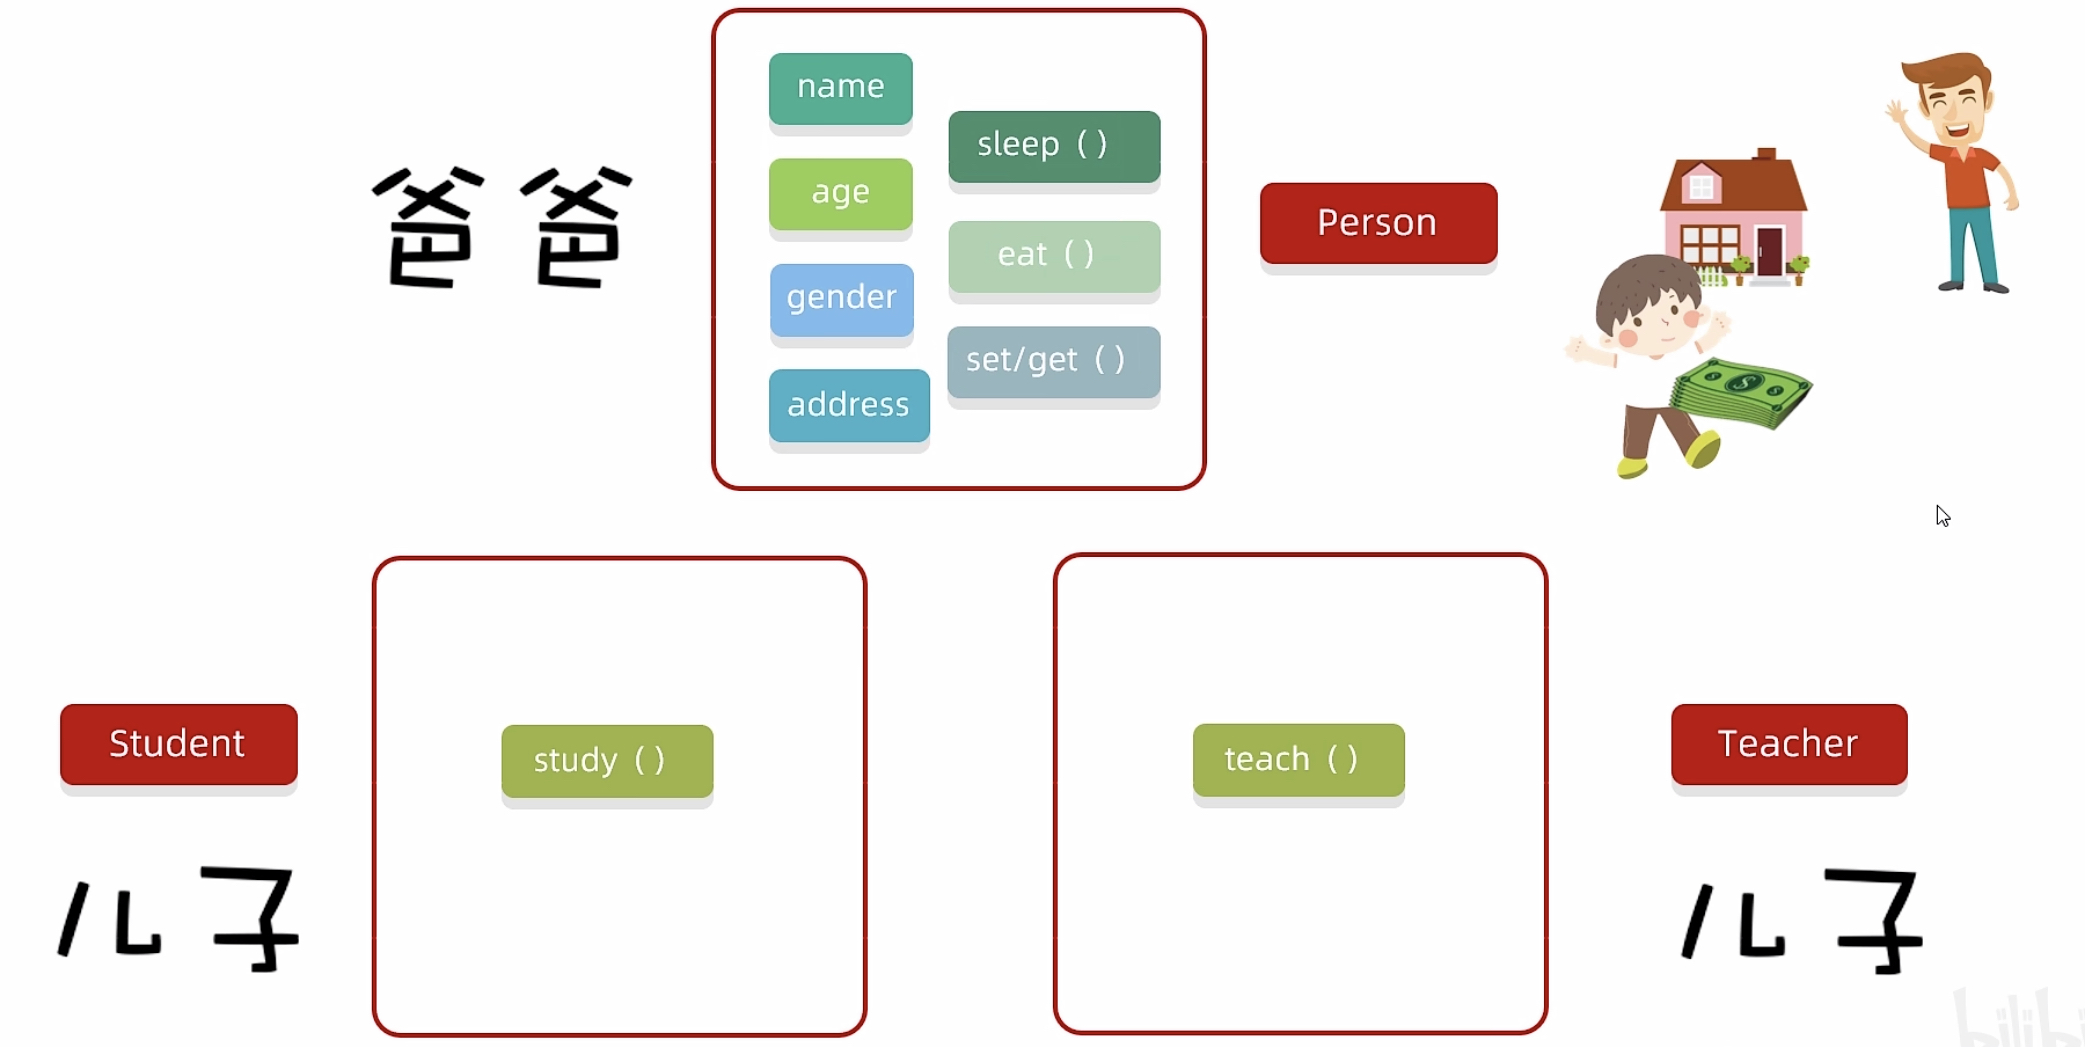 爸爸
name
age
gender
address
sleep ( )
eat ( )
set/get ( )
Person
Student
儿子
study ( )
teach ( )
Teacher
儿子